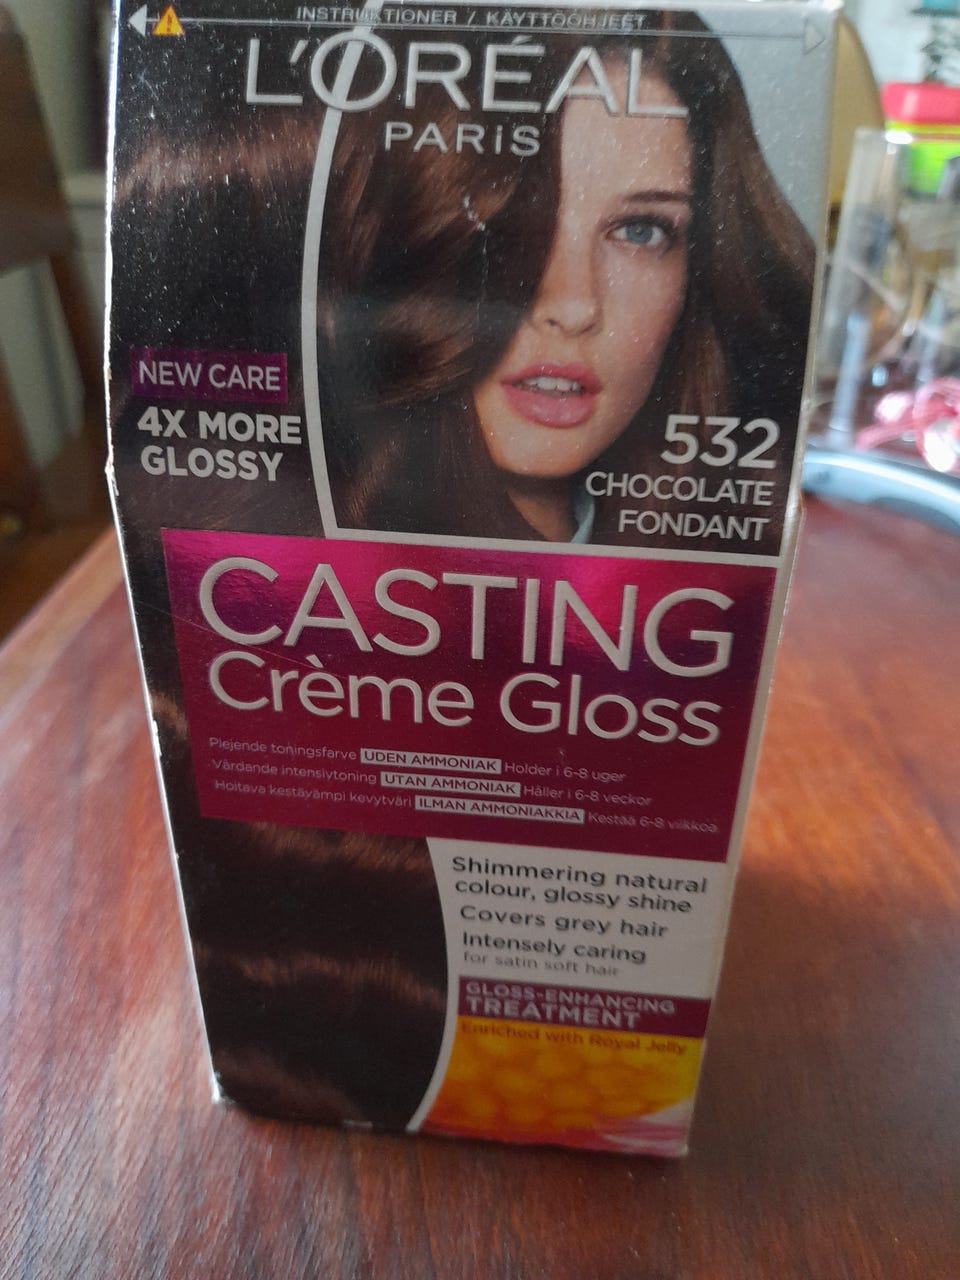 INSTRUKTIONER / KÄYTTÖOHJEET
L'ORÉAL
PARIS
NEW CARE
4X MORE
GLOSSY
532
CHOCOLATE
FONDANT
CASTING
Crème Gloss
Plejende toningsfarve UDEN AMMONIAK Holder i 6-8 uger
Vårdande intensivtoning UTAN AMMONIAK Håller i 6-8 veckor
Hoitava kestävämpi kevytväri ILMAN AMMONIAKKIA Kestää 6-8 viikkoa
Shimmering natural
colour, glossy shine
Covers grey hair
Intensely caring
for satin soft hair
GLOSS-ENHANCING
TREATMENT
Enriched with Royal Jelly